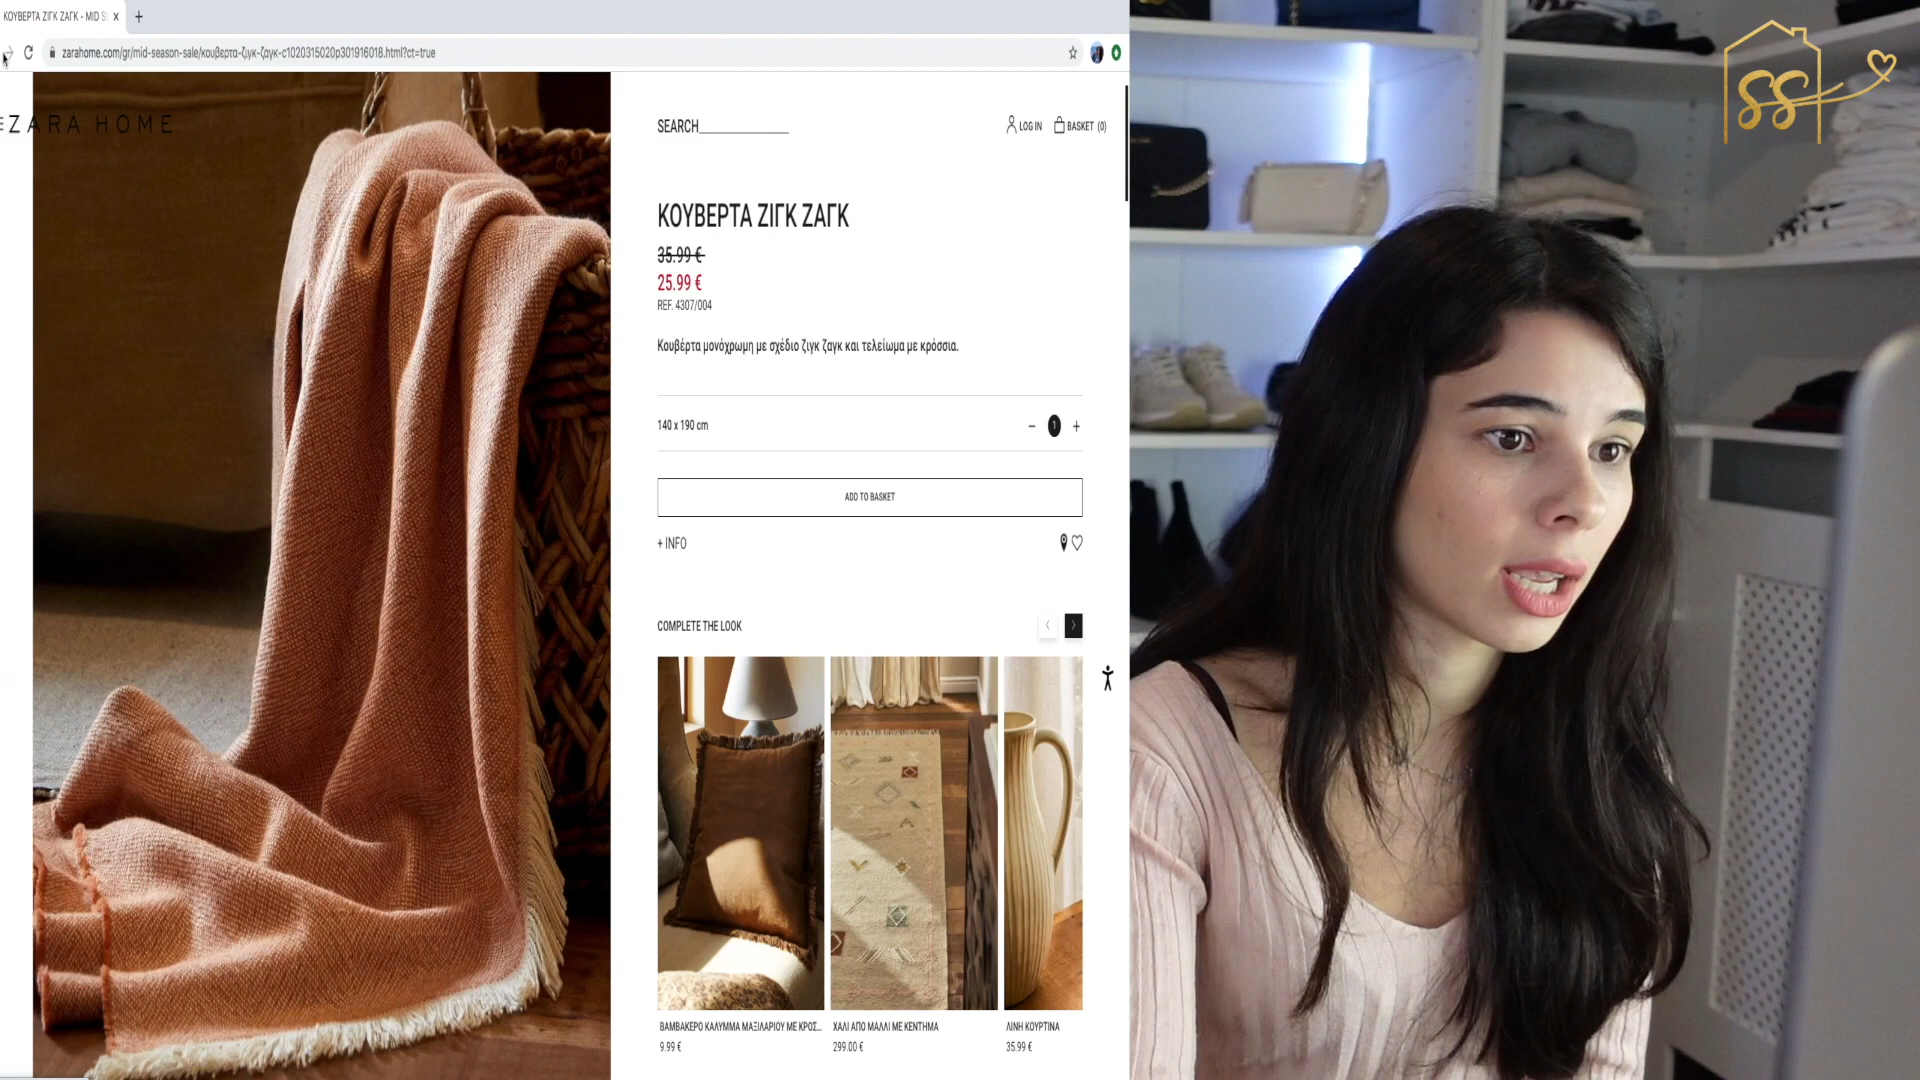 ΚΟΥΒΕΡΤΑ ΖΙΓΚ ΖΑΓΚ - MID S
zarahome.com/gr/mid-season-sale/κουβερτα-ζιγκ-ζαγκ-c1020315020p301916018.html?ct=true
ZARA HOME
SEARCH
LOG IN
BASKET (0)
ΚΟΥΒΕΡΤΑ ΖΙΓΚ ΖΑΓΚ
35.99 €
25.99 €
REF. 4307/004
Κουβέρτα μονόχρωμη με σχέδιο ζιγκ ζαγκ και τελείωμα με κρόσσια.
140 x 190 cm
− 1 +
ADD TO BASKET
+ INFO
COMPLETE THE LOOK
ΒΑΜΒΑΚΕΡΟ ΚΑΛΥΜΜΑ ΜΑΞΙΛΑΡΙΟΥ ΜΕ ΚΡΟΣ...
9.99 €
ΧΑΛΙ ΑΠΟ ΜΑΛΛΙ ΜΕ ΚΕΝΤΗΜΑ
299.00 €
ΛΙΝΗ ΚΟΥΡΤΙΝΑ
35.99 €
SS